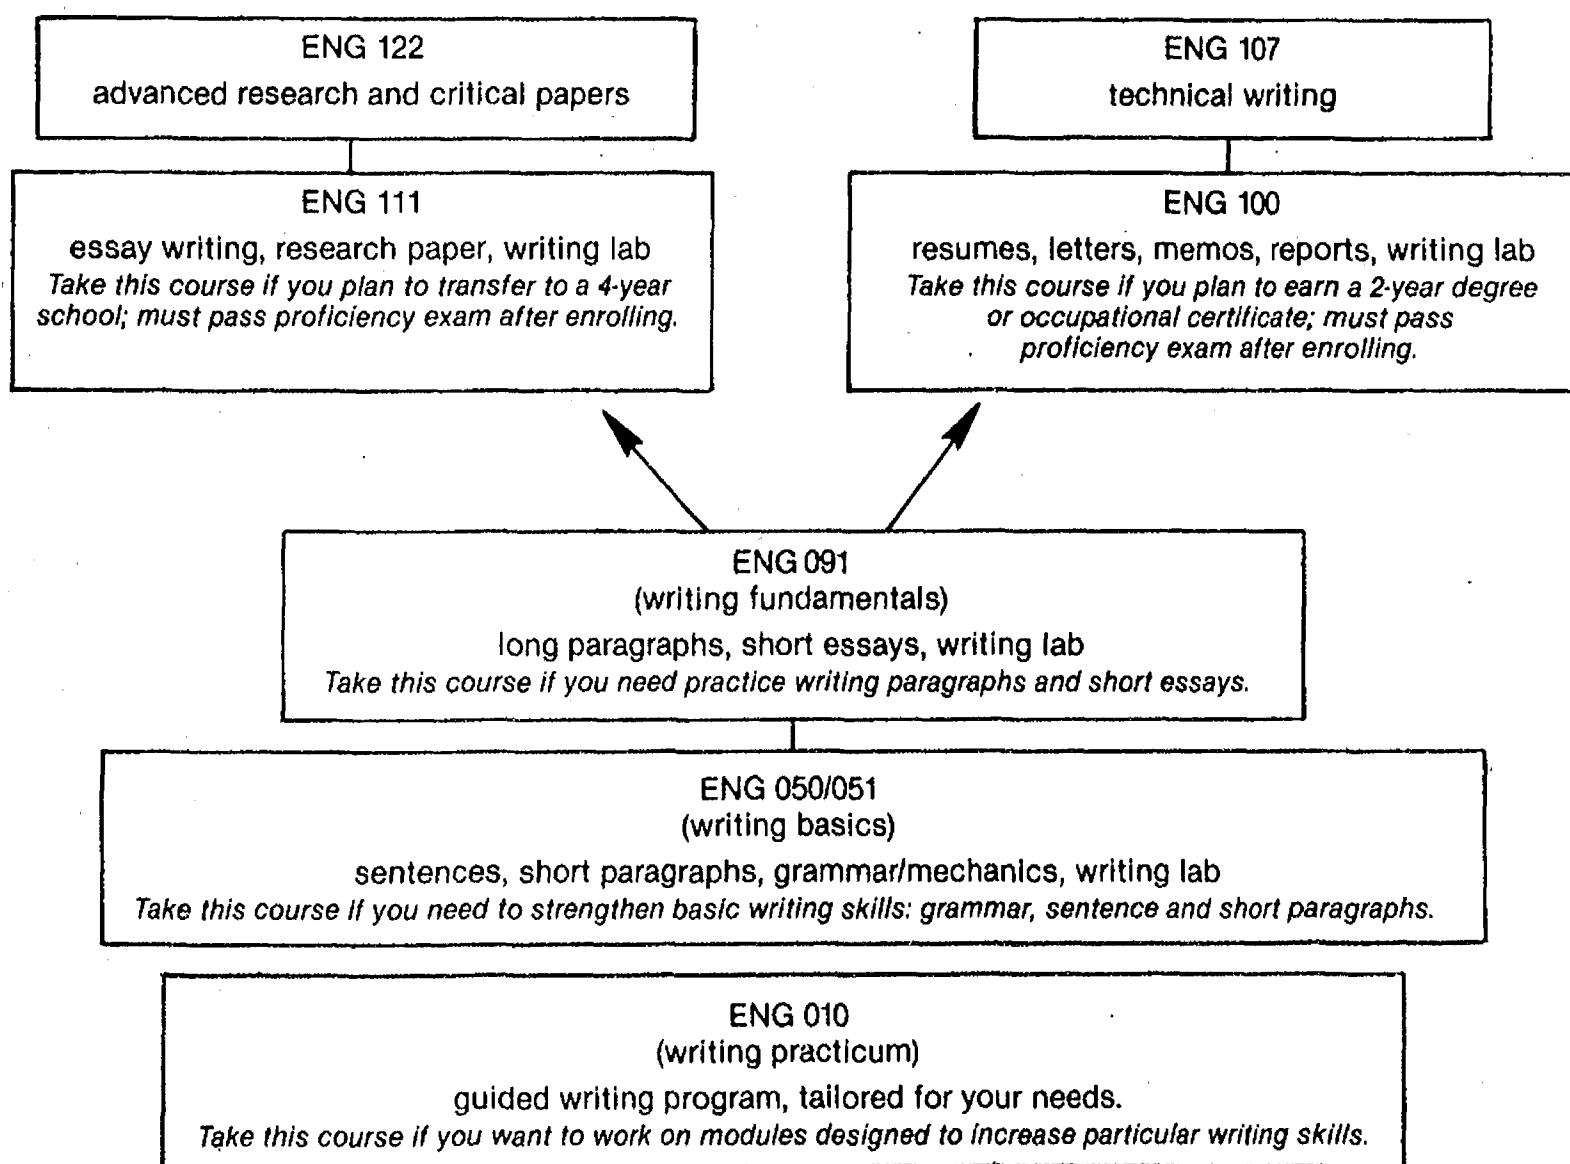 ENG 122
advanced research and critical papers
ENG 107
technical writing
ENG 111
essay writing, research paper, writing lab
Take this course if you plan to transfer to a 4-year
school; must pass proficiency exam after enrolling.
ENG 100
resumes, letters, memos, reports, writing lab
Take this course if you plan to earn a 2-year degree
or occupational certificate; must pass
proficiency exam after enrolling.
ENG 091
(writing fundamentals)
long paragraphs, short essays, writing lab
Take this course if you need practice writing paragraphs and short essays.
ENG 050/051
(writing basics)
sentences, short paragraphs, grammar/mechanics, writing lab
Take this course if you need to strengthen basic writing skills: grammar, sentence and short paragraphs.
ENG 010
(writing practicum)
guided writing program, tailored for your needs.
Take this course if you want to work on modules designed to increase particular writing skills.